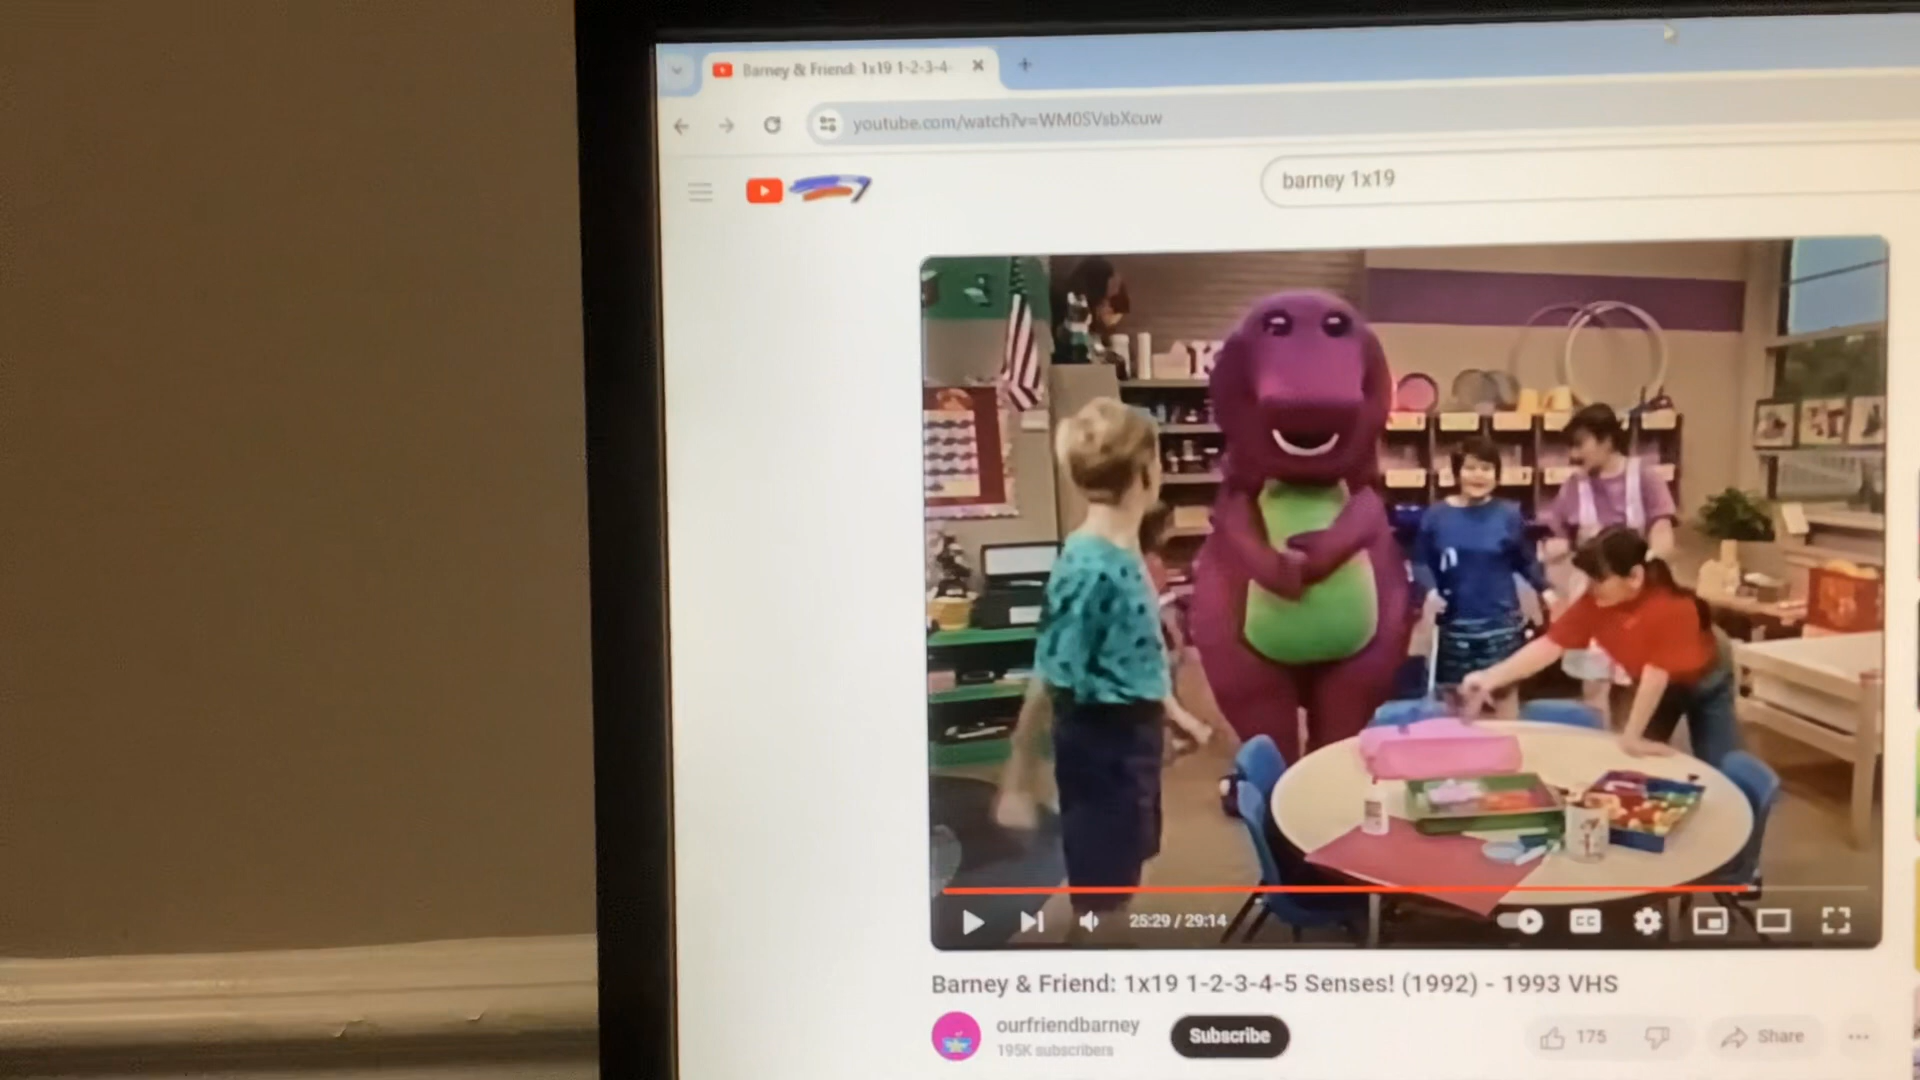 Barney & Friend: 1x19 1-2-3-4-
youtube.com/watch?v=WM0SVsbXcuw
barney 1x19
25:29 / 29:14
CC
Barney & Friend: 1x19 1-2-3-4-5 Senses! (1992) - 1993 VHS
ourfriendbarney
195K subscribers
Subscribe
175
Share